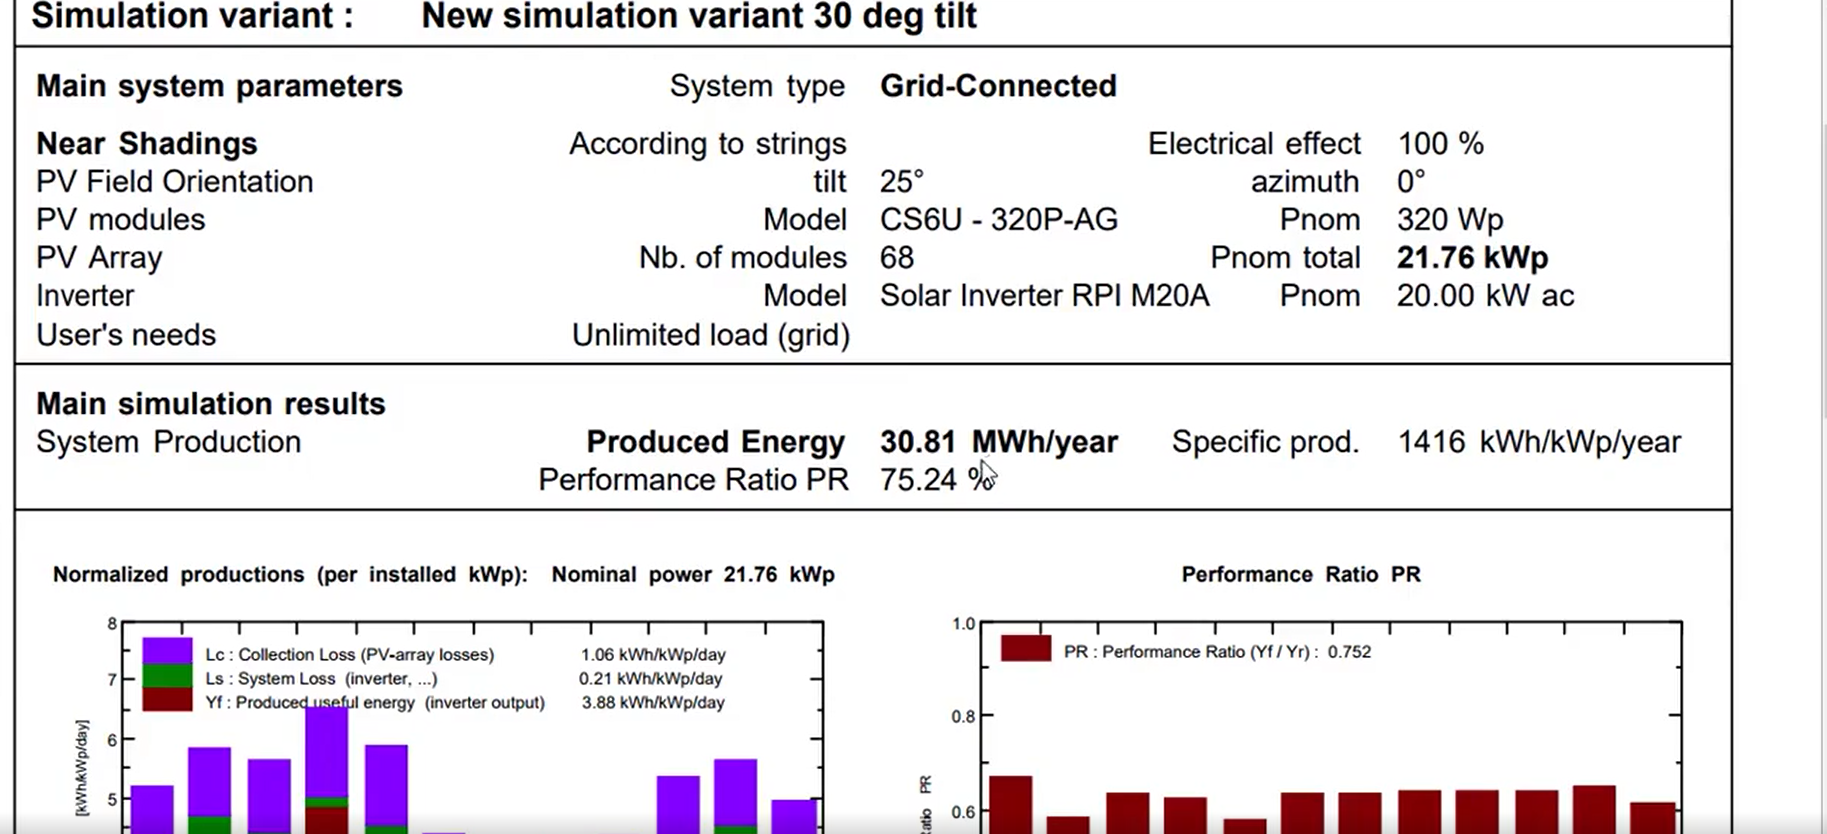 Simulation variant : New simulation variant 30 deg tilt
Main system parameters System type Grid-Connected
Near Shadings According to strings Electrical effect 100 %
PV Field Orientation tilt 25° azimuth 0°
PV modules Model CS6U - 320P-AG Pnom 320 Wp
PV Array Nb. of modules 68 Pnom total 21.76 kWp
Inverter Model Solar Inverter RPI M20A Pnom 20.00 kW ac
User's needs Unlimited load (grid)
Main simulation results
System Production Produced Energy 30.81 MWh/year Specific prod. 1416 kWh/kWp/year
Performance Ratio PR 75.24 %
Normalized productions (per installed kWp): Nominal power 21.76 kWp
8
Lc : Collection Loss (PV-array losses) 1.06 kWh/kWp/day
Ls : System Loss (inverter, ...) 0.21 kWh/kWp/day
Yf : Produced useful energy (inverter output) 3.88 kWh/kWp/day
7
6
5
[kWh/kWp/day]
Performance Ratio PR
1.0
PR : Performance Ratio (Yf / Yr) : 0.752
0.8
0.6
PR